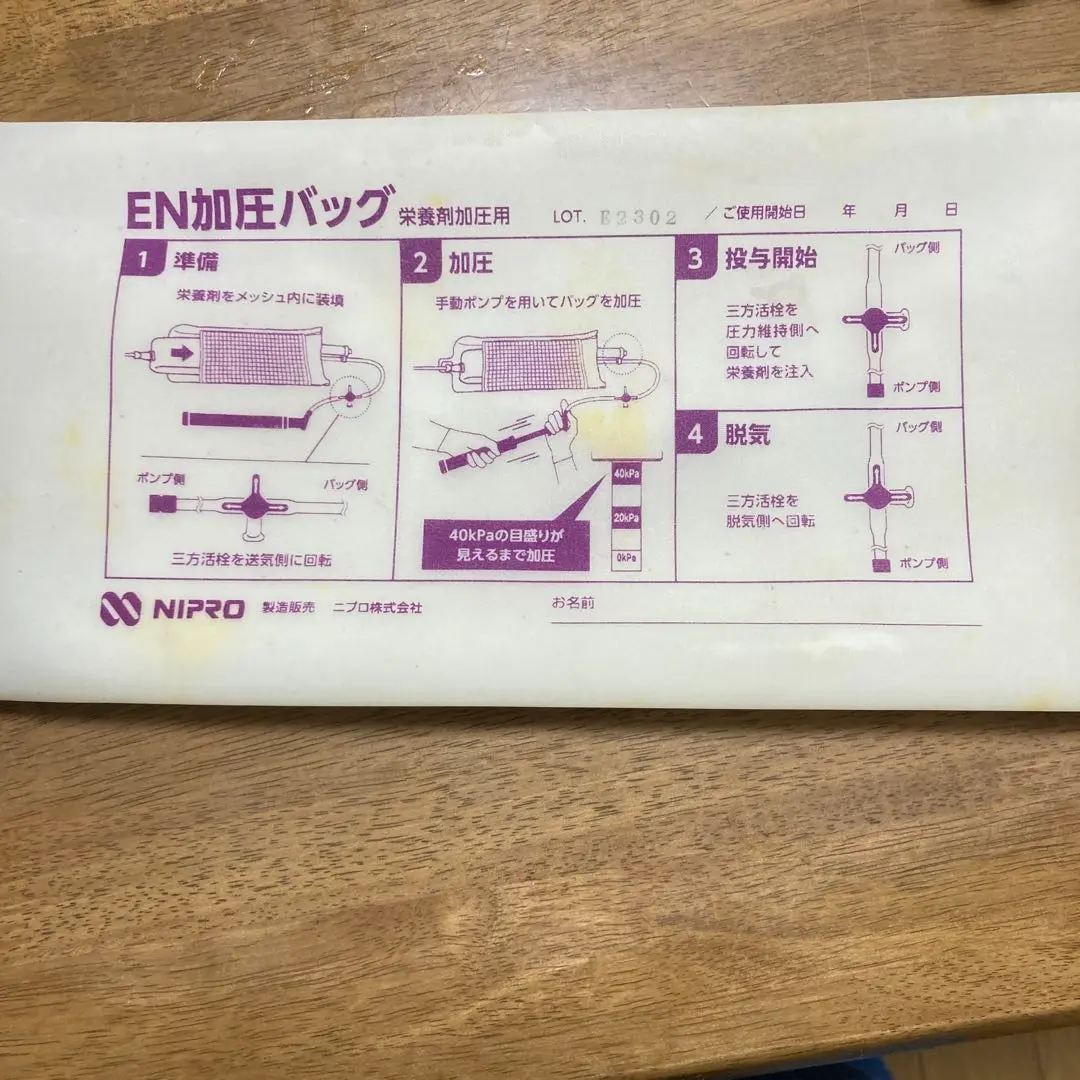 EN加圧バッグ 栄養剤加圧用 LOT. E2302 /ご使用開始日 年 月 日
1 準備
栄養剤をメッシュ内に装填
ポンプ側
バッグ側
三方活栓を送気側に回転
2 加圧
手動ポンプを用いてバッグを加圧
40kPa
20kPa
0kPa
40kPaの目盛りが
見えるまで加圧
3 投与開始
三方活栓を
圧力維持側へ
回転して
栄養剤を注入
バッグ側
ポンプ側
4 脱気
三方活栓を
脱気側へ回転
バッグ側
ポンプ側
NIPRO 製造販売 ニプロ株式会社
お名前